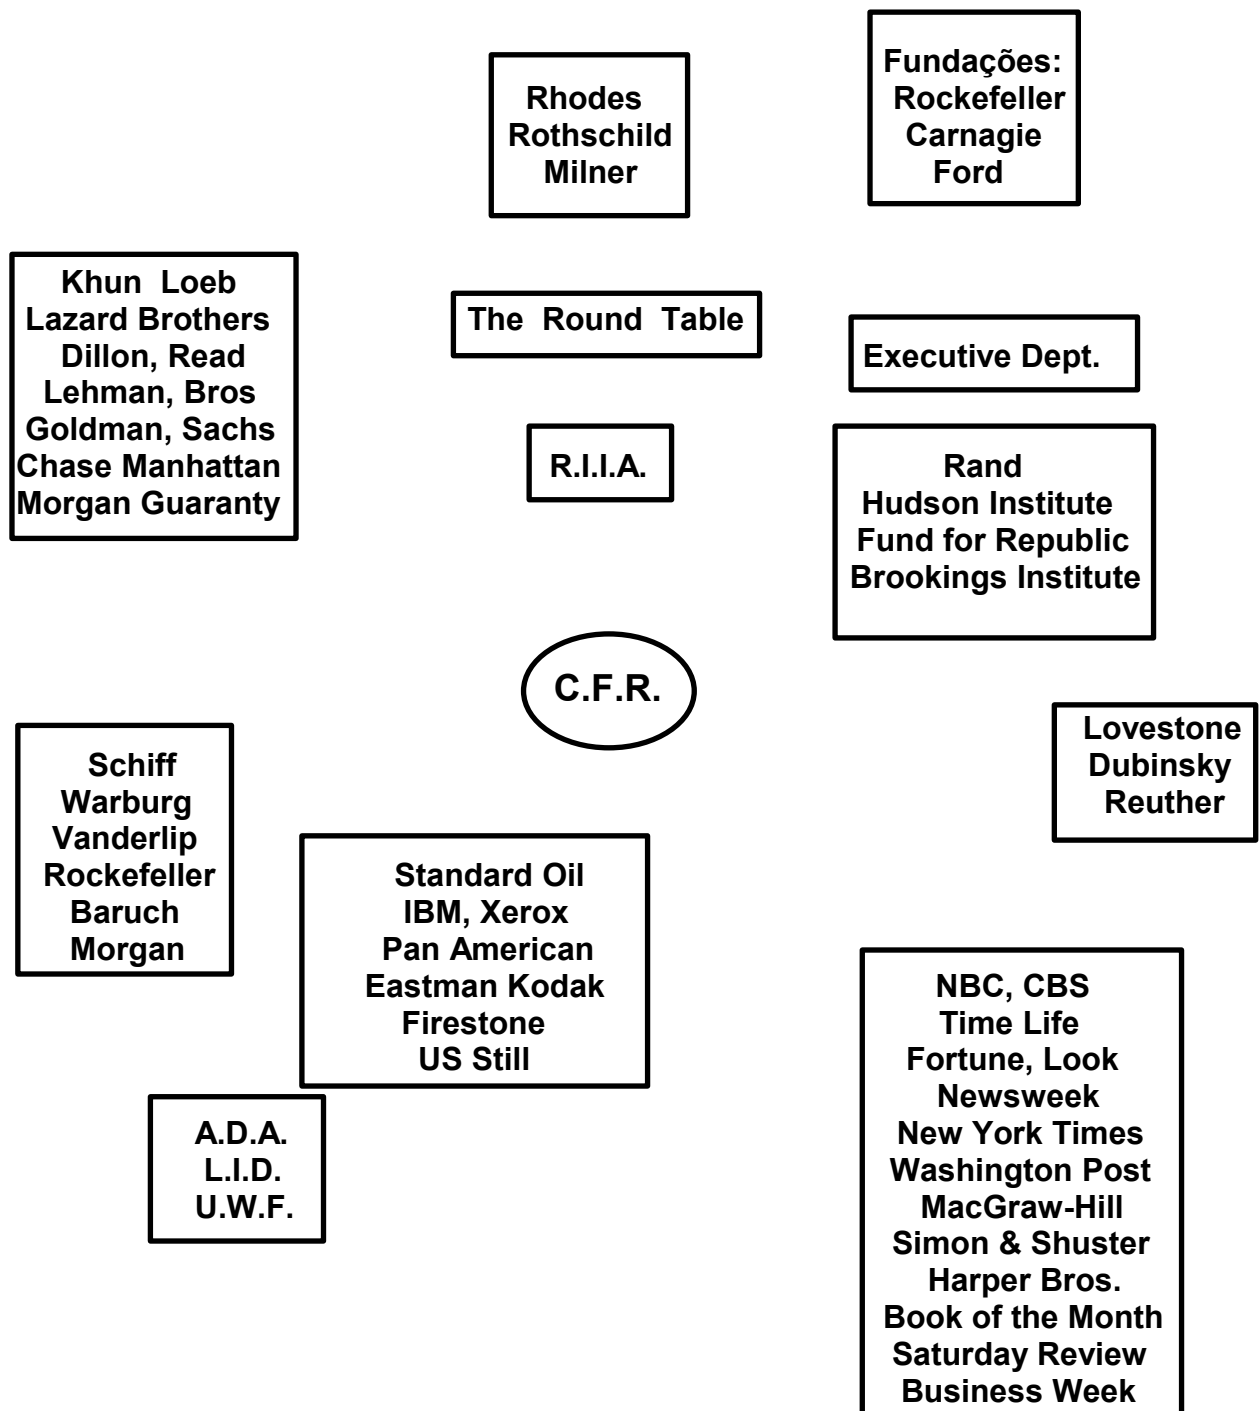 Rhodes
Rothschild
Milner
Fundações:
Rockefeller
Carnagie
Ford
Khun Loeb
Lazard Brothers
Dillon, Read
Lehman, Bros
Goldman, Sachs
Chase Manhattan
Morgan Guaranty
The Round Table
Executive Dept.
R.I.I.A.
Rand
Hudson Institute
Fund for Republic
Brookings Institute
C.F.R.
Schiff
Warburg
Vanderlip
Rockefeller
Baruch
Morgan
Lovestone
Dubinsky
Reuther
Standard Oil
IBM, Xerox
Pan American
Eastman Kodak
Firestone
US Still
A.D.A.
L.I.D.
U.W.F.
NBC, CBS
Time Life
Fortune, Look
Newsweek
New York Times
Washington Post
MacGraw-Hill
Simon & Shuster
Harper Bros.
Book of the Month
Saturday Review
Business Week